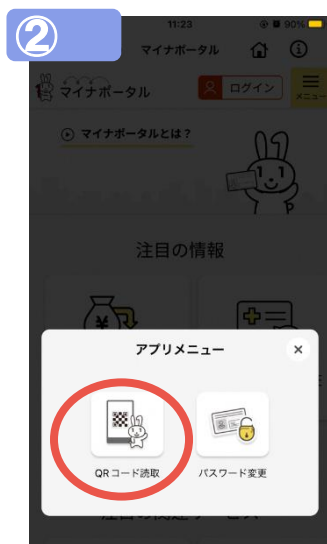 ②
11:23 90%
マイナポータル
マイナポータル ログイン メニュー
マイナポータルとは？
注目の情報
¥
アプリメニュー ×
QRコード読取 パスワード変更